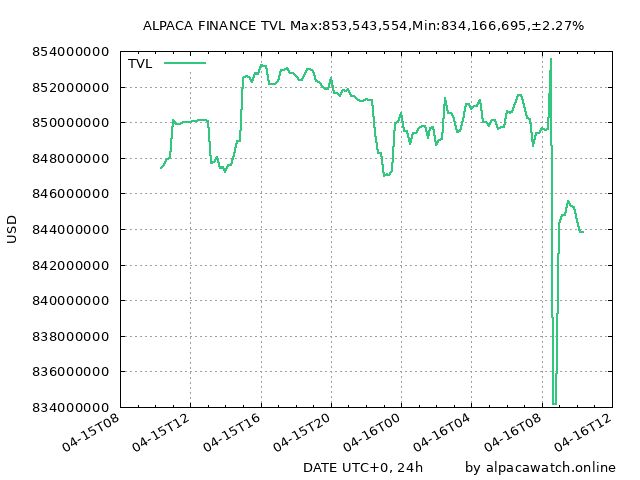 ALPACA FINANCE TVL Max:853,543,554,Min:834,166,695,±2.27%
TVL
854000000
852000000
850000000
848000000
846000000
844000000
842000000
840000000
838000000
836000000
834000000
USD
04-15T08
04-15T12
04-15T16
04-15T20
04-16T00
04-16T04
04-16T08
04-16T12
DATE UTC+0, 24h
by alpacawatch.online